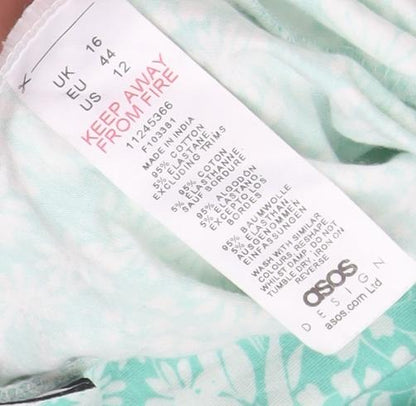 UK 16
EU 44
US 12
KEEP AWAY
FROM FIRE
11245366
F103381
MADE IN INDIA
95% COTTON
5% ELASTANE
EXCLUDING TRIMS
95% COTON
5% ELASTHANNE
SAUF BORDURE
95% ALGODON
5% ELASTANO
EXCEPTO LOS
BORDES
95% BAUMWOLLE
5% ELASTHAN
AUSGENOMMEN
EINFASSUNGEN
WASH WITH SIMILAR
COLOURS, RESHAPE
WHILST DAMP DO NOT
TUMBLE DRY, IRON ON
REVERSE
asos
DESIGN
asos.com Ltd